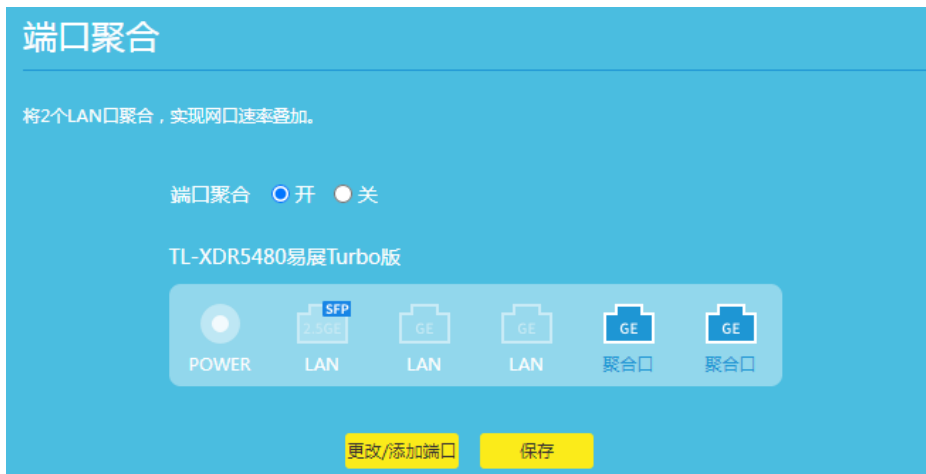 端口聚合
将2个LAN口聚合，实现网口速率叠加。
端口聚合 开 关
TL-XDR5480易展Turbo版
SFP
2.5GE GE GE GE GE
POWER LAN LAN LAN 聚合口 聚合口
更改/添加端口 保存